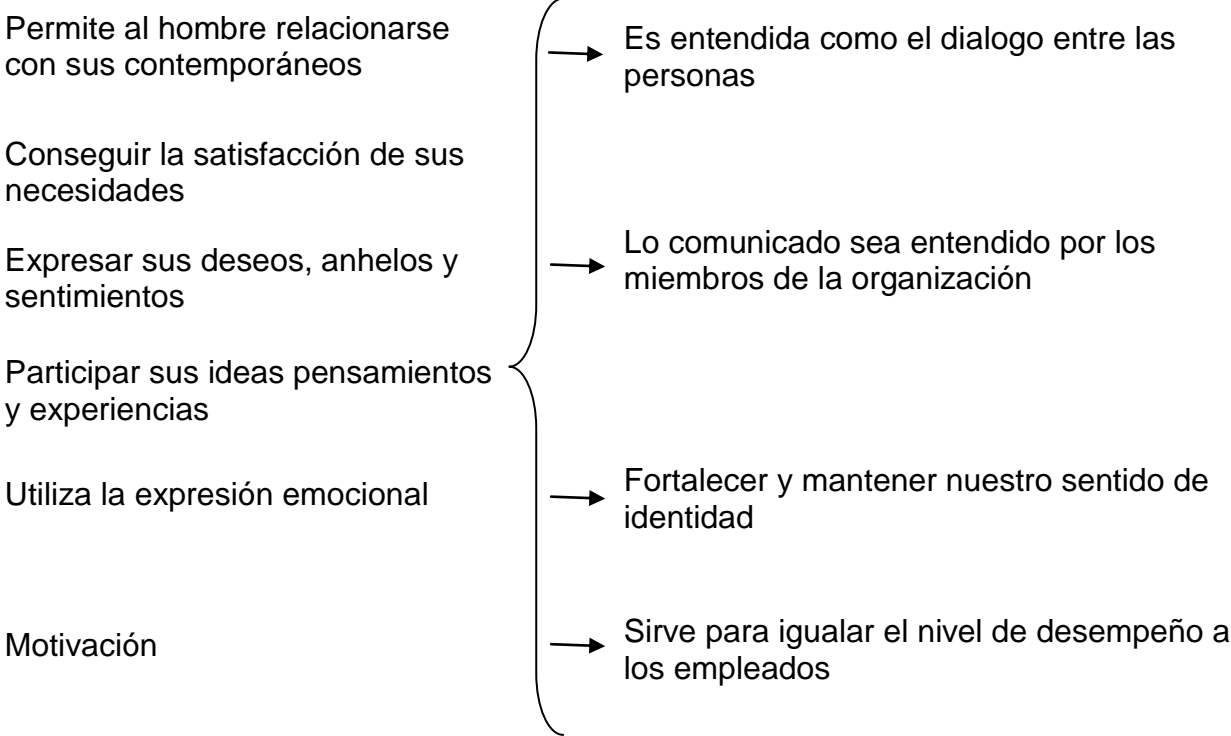 Permite al hombre relacionarse
con sus contemporáneos
Conseguir la satisfacción de sus
necesidades
Expresar sus deseos, anhelos y
sentimientos
Participar sus ideas pensamientos
y experiencias
Utiliza la expresión emocional
Motivación
Es entendida como el dialogo entre las
personas
Lo comunicado sea entendido por los
miembros de la organización
Fortalecer y mantener nuestro sentido de
identidad
Sirve para igualar el nivel de desempeño a
los empleados